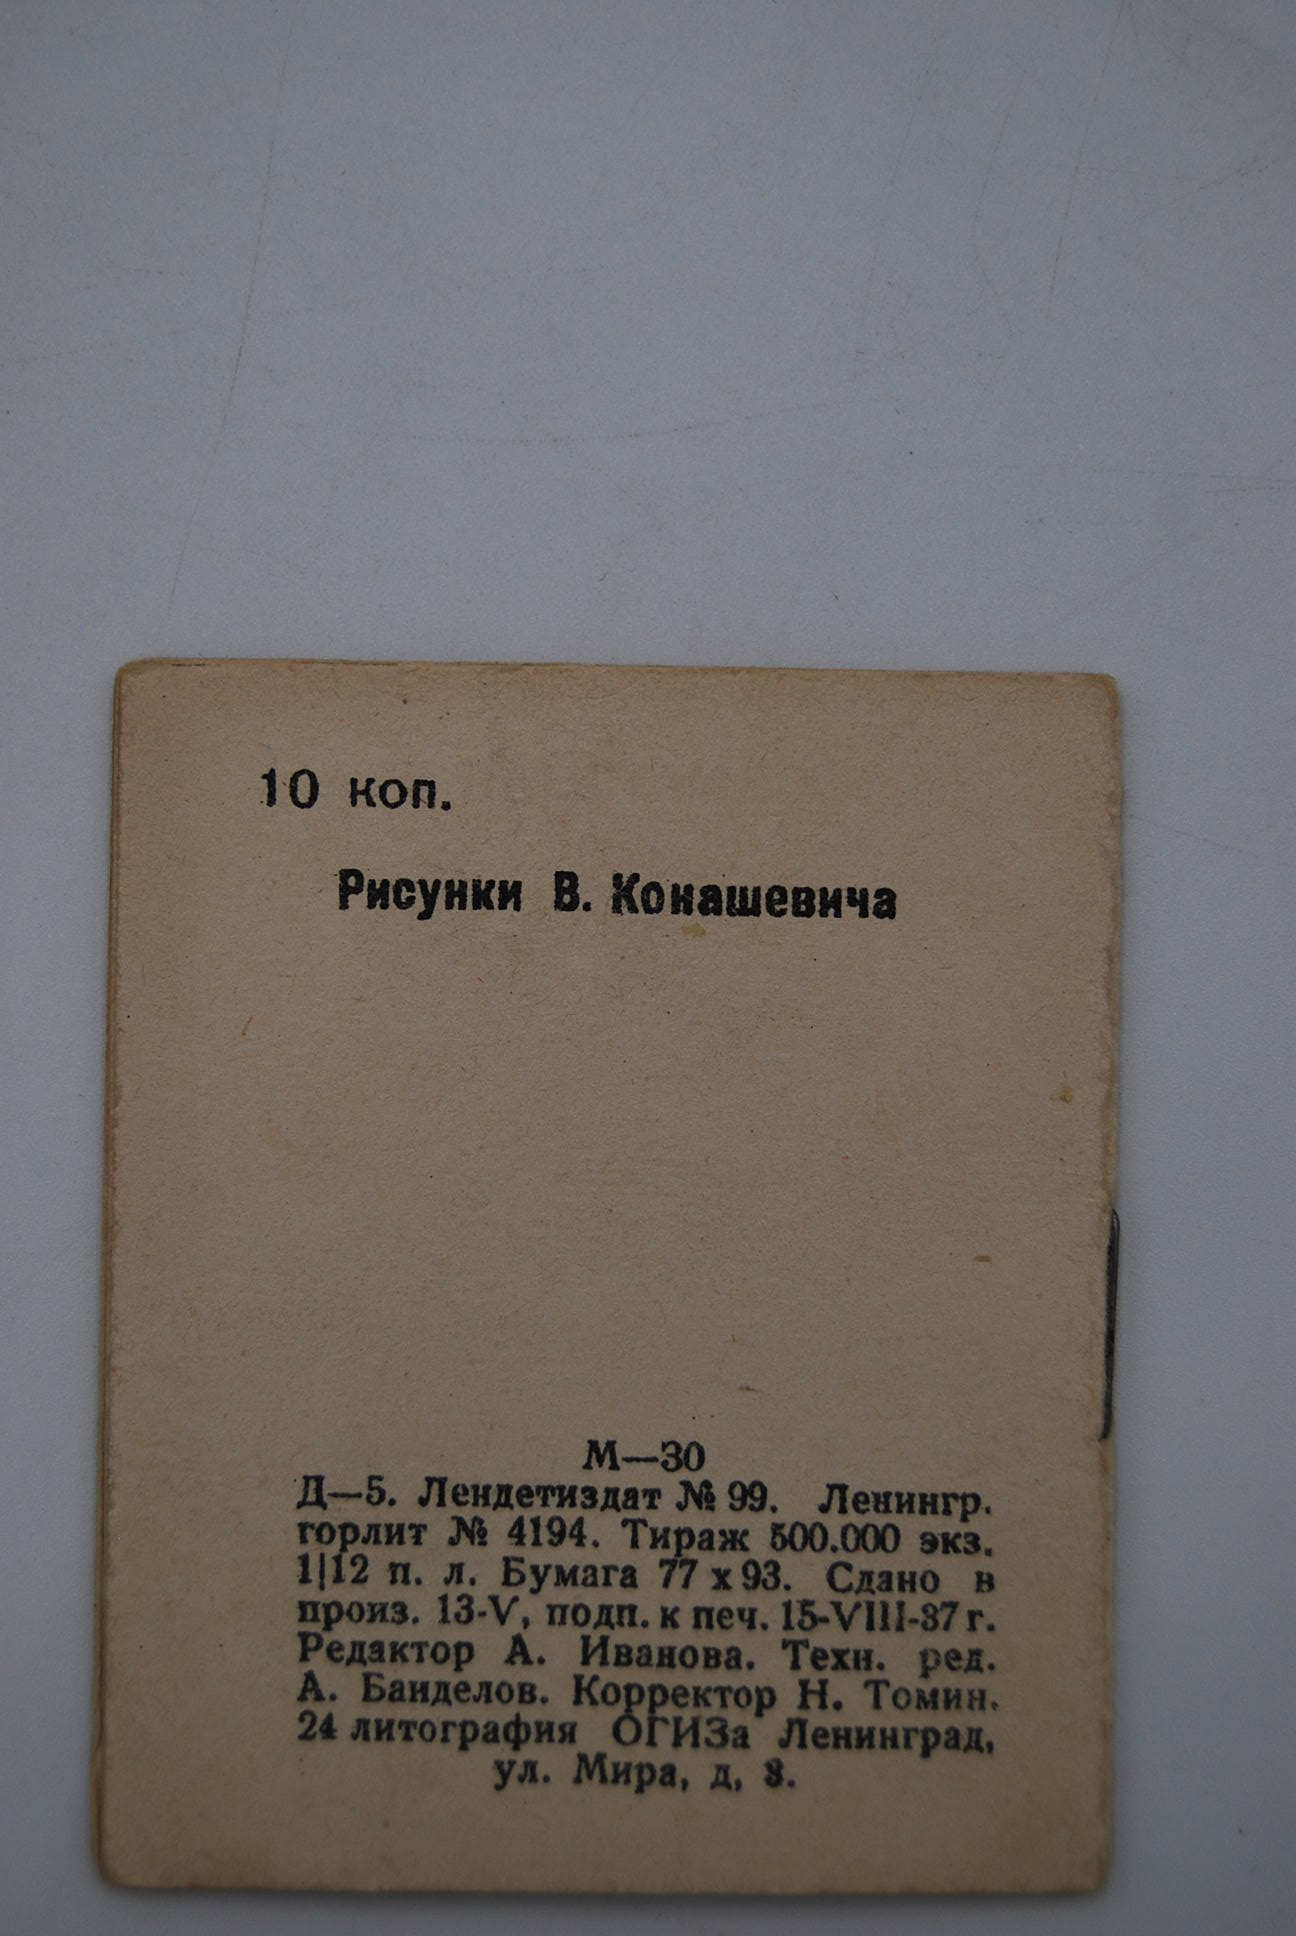 10 коп.
Рисунки В. Конашевича
М—30
Д—5. Лендетиздат № 99. Ленингр.
горлит № 4194. Тираж 500.000 экз.
1|12 п. л. Бумага 77 х 93. Сдано в
произ. 13-V, подп. к печ. 15-VIII-37 г.
Редактор А. Иванова. Техн. ред.
А. Банделов. Корректор Н. Томин.
24 литография ОГИЗа Ленинград,
ул. Мира, д, 3.